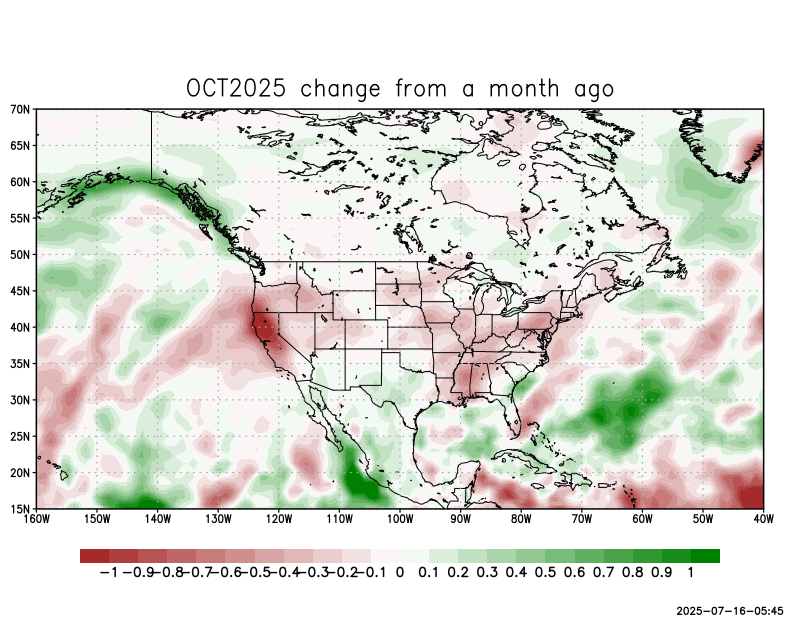 OCT2025 change from a month ago
70N
65N
60N
55N
50N
45N
40N
35N
30N
25N
20N
15N
160W 150W 140W 130W 120W 110W 100W 90W 80W 70W 60W 50W 40W
−1 −0.9 −0.8 −0.7 −0.6 −0.5 −0.4 −0.3 −0.2 −0.1 0 0.1 0.2 0.3 0.4 0.5 0.6 0.7 0.8 0.9 1
2025-07-16-05:45